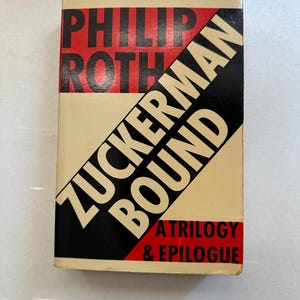 PHILIP
ROTH
ZUCKERMAN
BOUND
A TRILOGY
& EPILOGUE